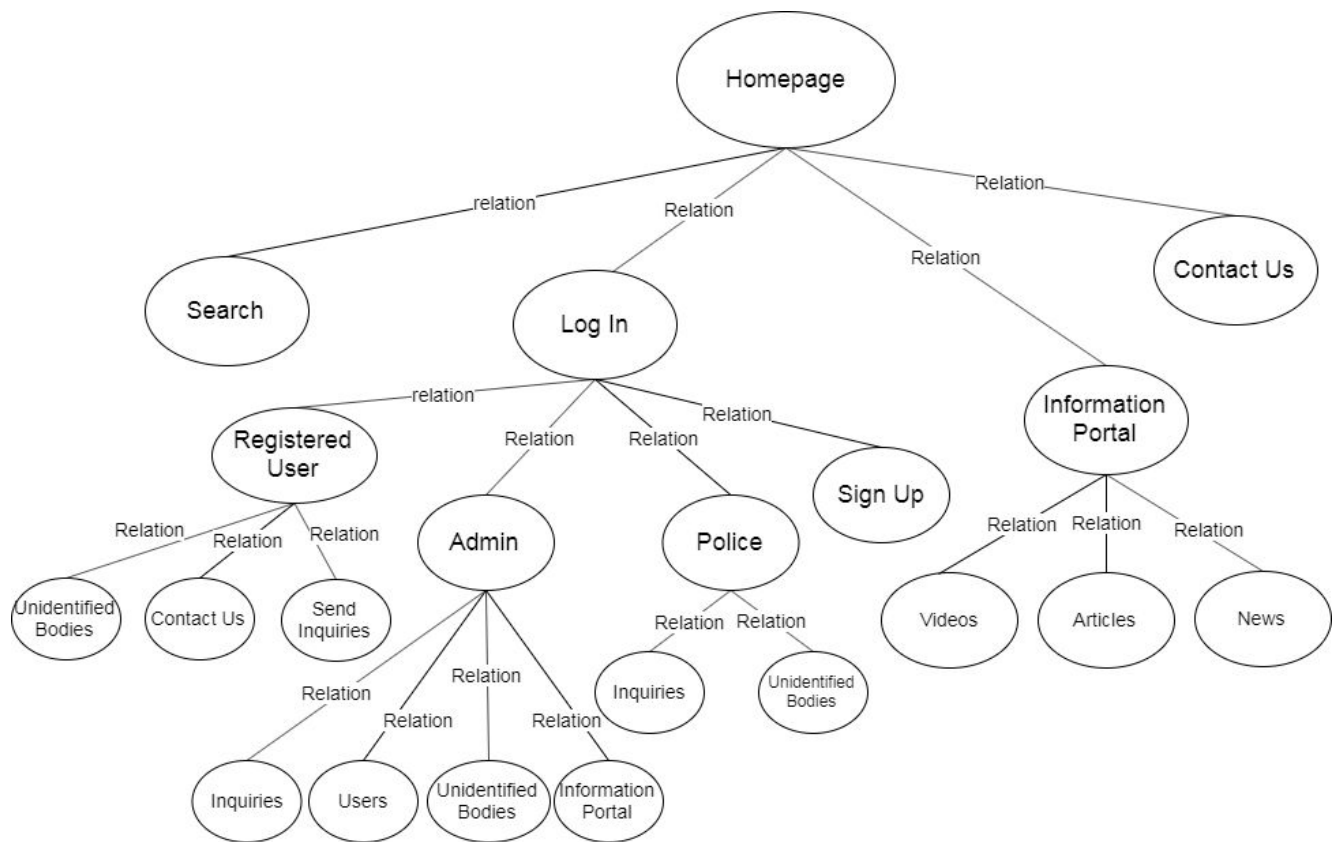 Homepage
relation
Relation
Relation
Relation
Search
Log In
Contact Us
Information
Portal
relation
Relation
Relation
Relation
Registered
User
Admin
Police
Sign Up
Relation
Relation
Relation
Relation
Relation
Relation
Unidentified
Bodies
Contact Us
Send
Inquiries
Videos
Articles
News
Relation
Relation
Relation
Relation
Relation
Relation
Inquiries
Unidentified
Bodies
Inquiries
Users
Unidentified
Bodies
Information
Portal